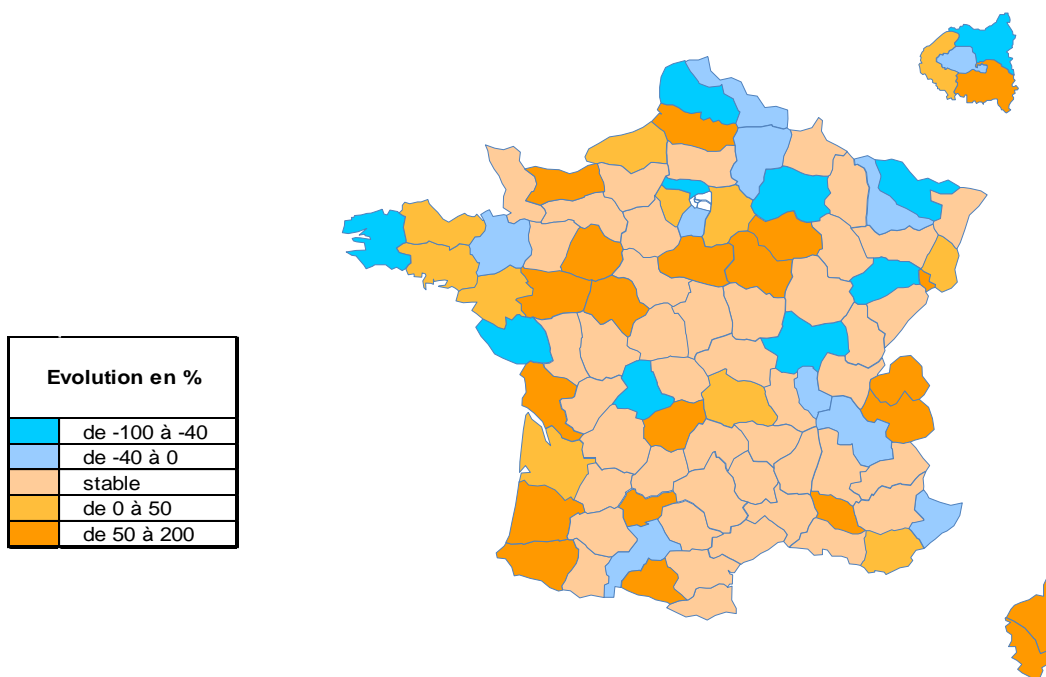 Evolution en %
de -100 à -40
de -40 à 0
stable
de 0 à 50
de 50 à 200